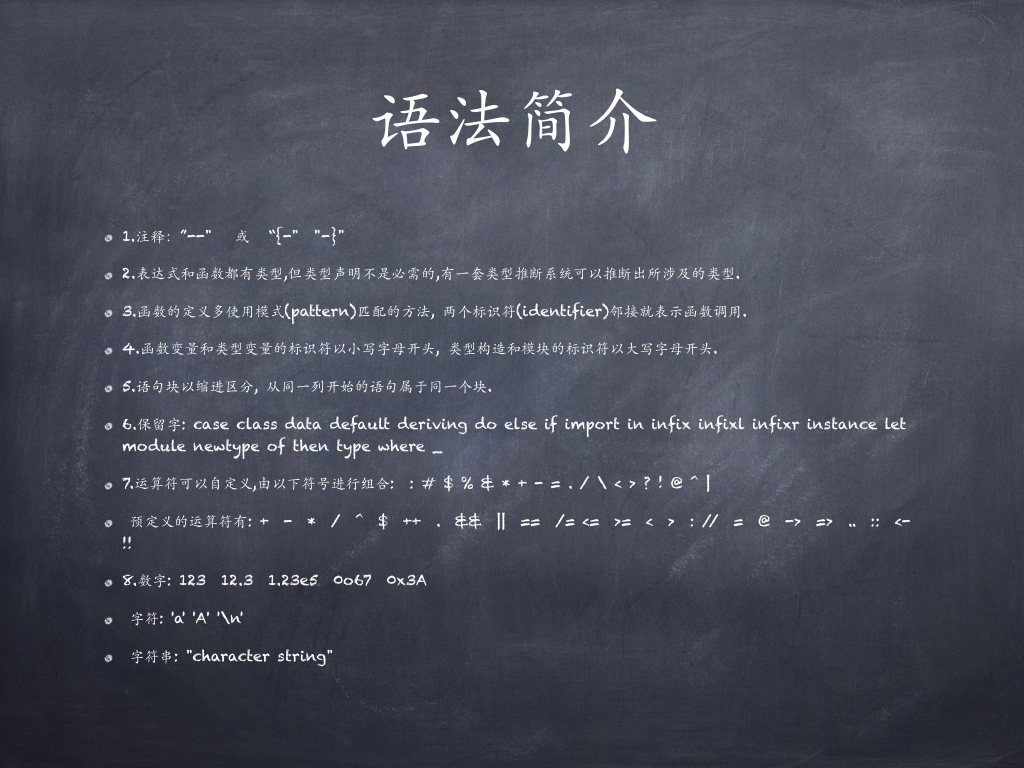 语法简介
1.注释: "--" 或 "{-" "-}"
2.表达式和函数都有类型,但类型声明不是必需的,有一套类型推断系统可以推断出所涉及的类型.
3.函数的定义多使用模式(pattern)匹配的方法, 两个标识符(identifier)邻接就表示函数调用.
4.函数变量和类型变量的标识符以小写字母开头, 类型构造和模块的标识符以大写字母开头.
5.语句块以缩进区分, 从同一列开始的语句属于同一个块.
6.保留字: case class data default deriving do else if import in infix infixl infixr instance let
module newtype of then type where _
7.运算符可以自定义,由以下符号进行组合: : # $ % & * + - = . / \ < > ? ! @ ^ |
预定义的运算符有: + - * / ^ $ ++ . && || == /= <= >= < > : // = @ -> => .. :: <-
!!
8.数字: 123 12.3 1.23e5 0o67 0x3A
字符: 'a' 'A' '\n'
字符串: "character string"